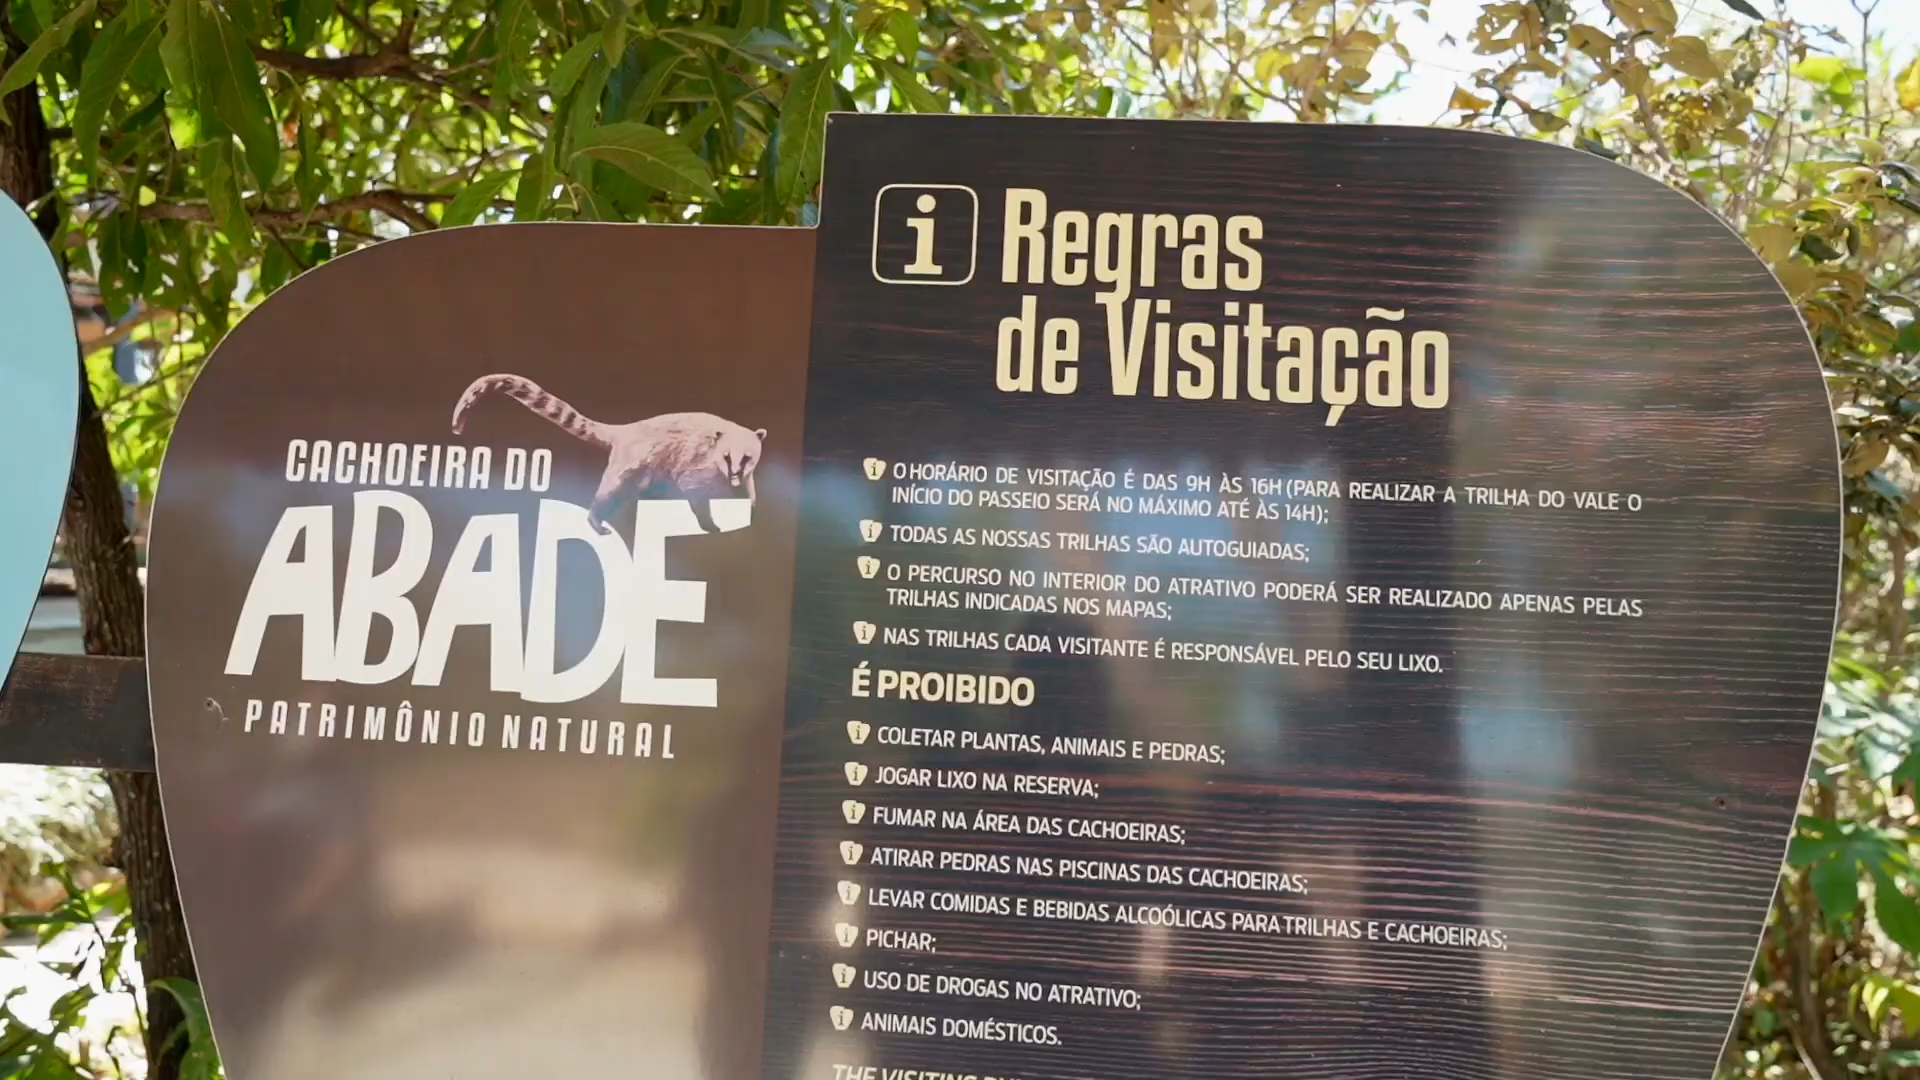 CACHOEIRA DO
ABADE
PATRIMÔNIO NATURAL
i Regras
de Visitação
O HORÁRIO DE VISITAÇÃO É DAS 9H ÀS 16H (PARA REALIZAR A TRILHA DO VALE O
INÍCIO DO PASSEIO SERÁ NO MÁXIMO ATÉ ÀS 14H);
TODAS AS NOSSAS TRILHAS SÃO AUTOGUIADAS;
O PERCURSO NO INTERIOR DO ATRATIVO PODERÁ SER REALIZADO APENAS PELAS
TRILHAS INDICADAS NOS MAPAS;
NAS TRILHAS CADA VISITANTE É RESPONSÁVEL PELO SEU LIXO.
É PROIBIDO
COLETAR PLANTAS, ANIMAIS E PEDRAS;
JOGAR LIXO NA RESERVA;
FUMAR NA ÁREA DAS CACHOEIRAS;
ATIRAR PEDRAS NAS PISCINAS DAS CACHOEIRAS;
LEVAR COMIDAS E BEBIDAS ALCOÓLICAS PARA TRILHAS E CACHOEIRAS;
PICHAR;
USO DE DROGAS NO ATRATIVO;
ANIMAIS DOMÉSTICOS.
THE VISITING